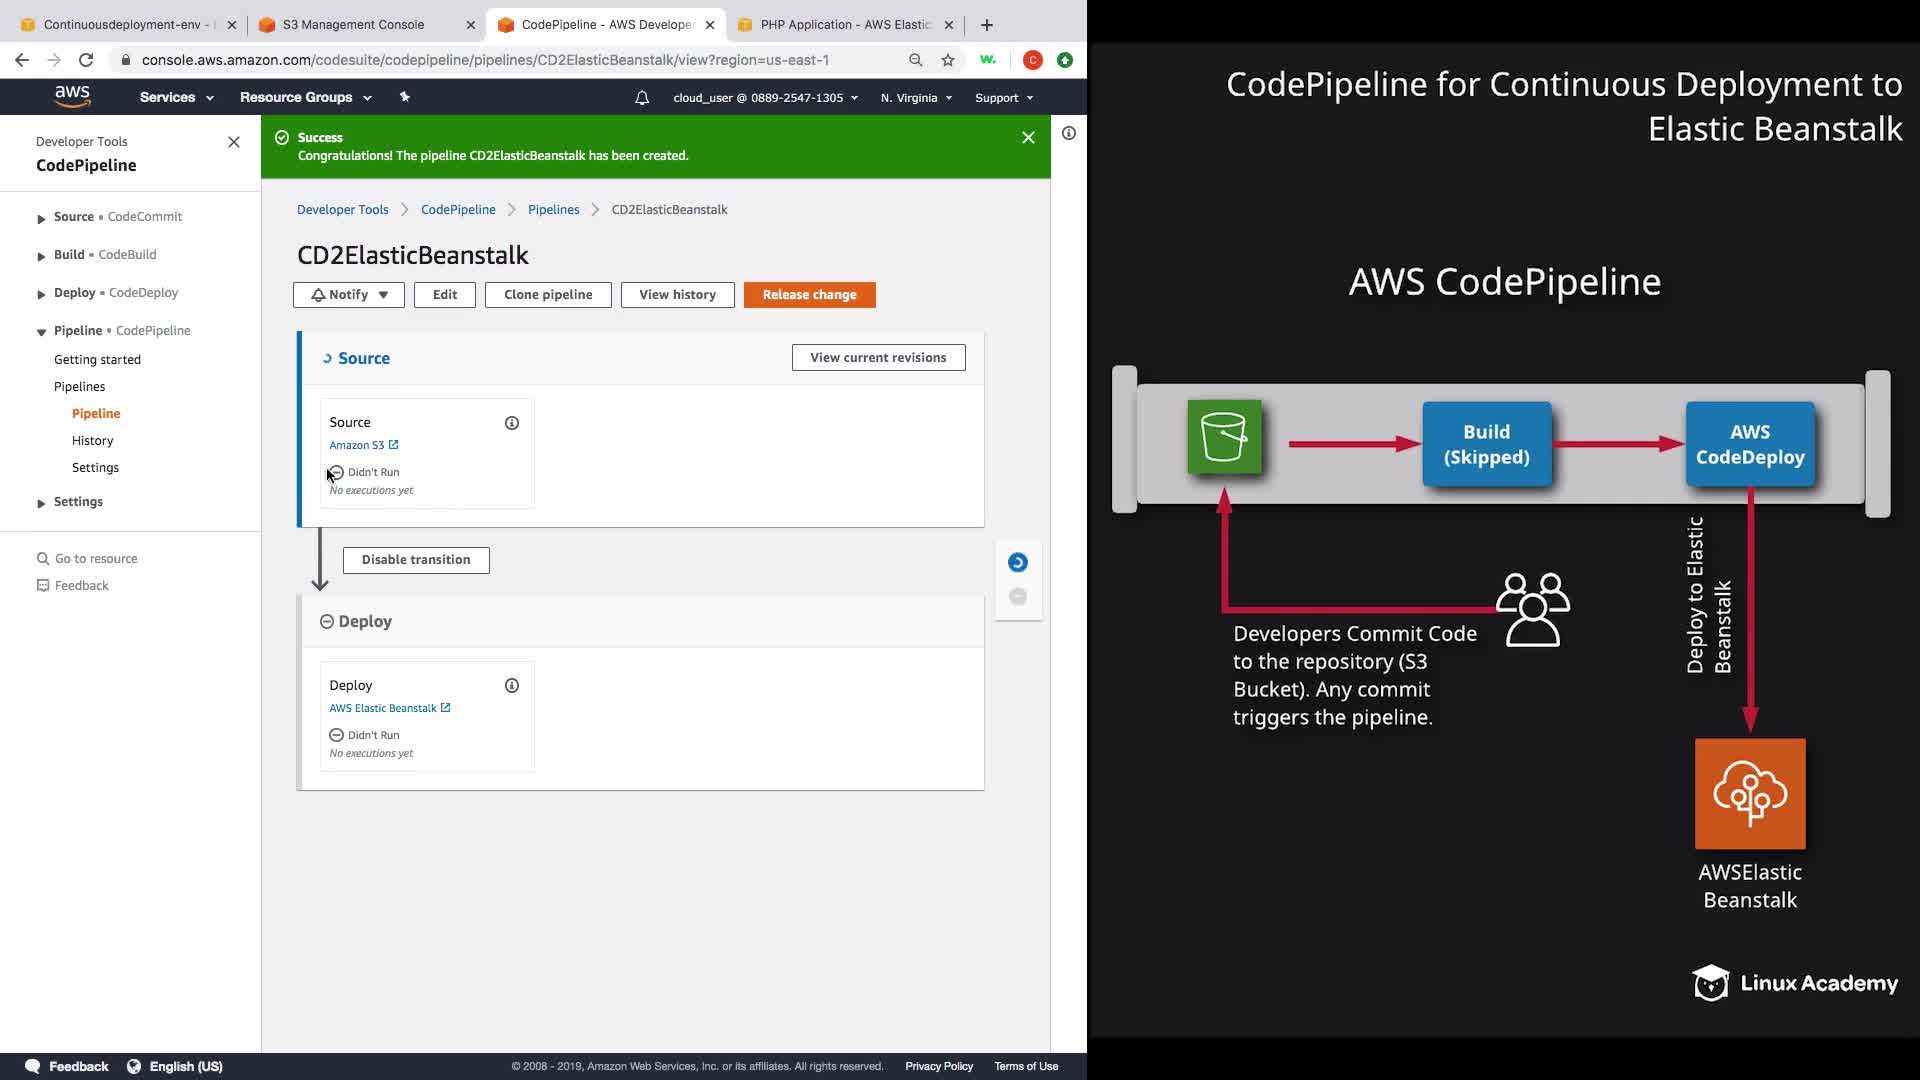 Continuousdeployment-env -
S3 Management Console
CodePipeline - AWS Developer
PHP Application - AWS Elastic
console.aws.amazon.com/codesuite/codepipeline/pipelines/CD2ElasticBeanstalk/view?region=us-east-1
w.
C
aws
Services
Resource Groups
cloud_user @ 0889-2547-1305
N. Virginia
Support
Developer Tools
CodePipeline
Source • CodeCommit
Build • CodeBuild
Deploy • CodeDeploy
Pipeline • CodePipeline
Getting started
Pipelines
Pipeline
History
Settings
Settings
Go to resource
Feedback
Success
Congratulations! The pipeline CD2ElasticBeanstalk has been created.
Developer Tools > CodePipeline > Pipelines > CD2ElasticBeanstalk
CD2ElasticBeanstalk
Notify
Edit
Clone pipeline
View history
Release change
Source
View current revisions
Source
Amazon S3
Didn't Run
No executions yet
Disable transition
Deploy
Deploy
AWS Elastic Beanstalk
Didn't Run
No executions yet
Feedback
English (US)
© 2008 - 2019, Amazon Web Services, Inc. or its affiliates. All rights reserved.
Privacy Policy
Terms of Use
CodePipeline for Continuous Deployment to
Elastic Beanstalk
AWS CodePipeline
Build
(Skipped)
AWS
CodeDeploy
Developers Commit Code
to the repository (S3
Bucket). Any commit
triggers the pipeline.
Deploy to Elastic
Beanstalk
AWSElastic
Beanstalk
Linux Academy